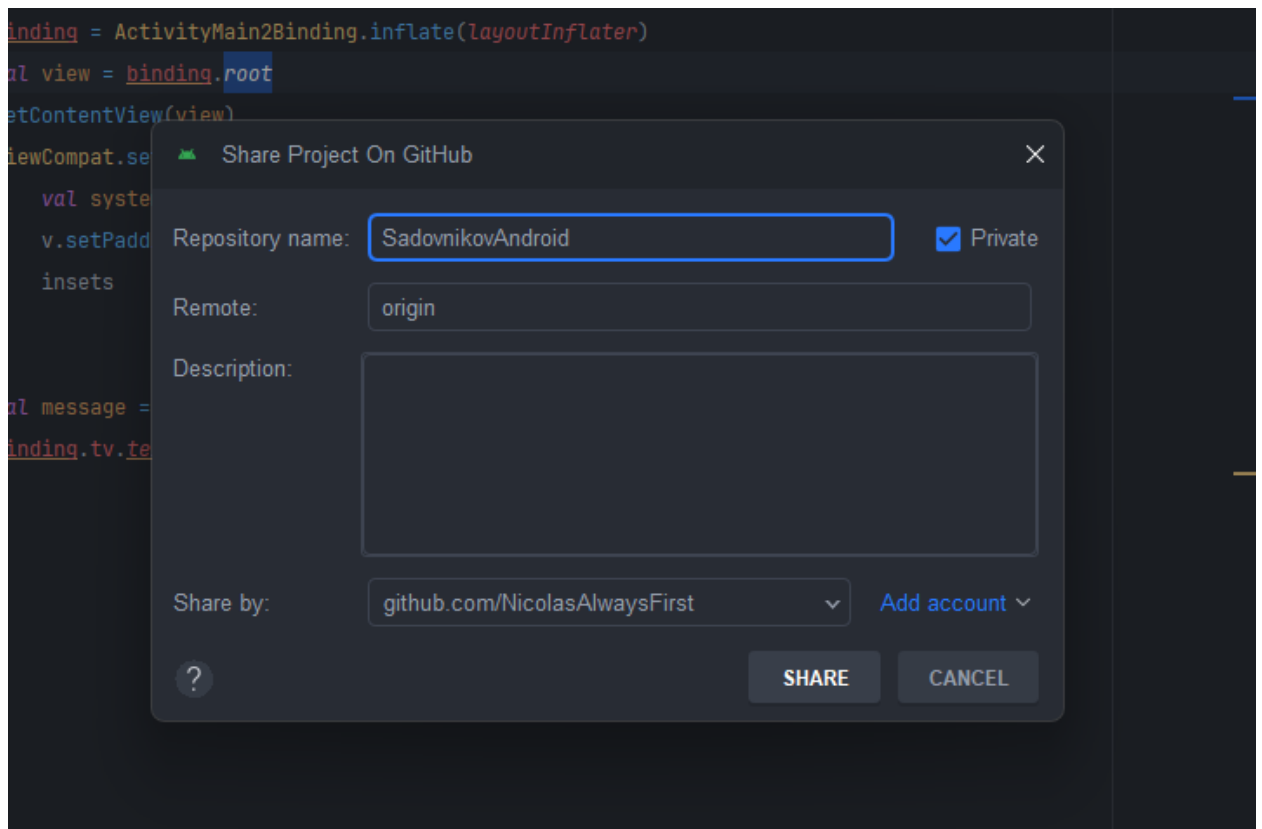 inding = ActivityMain2Binding.inflate(layoutInflater)
al view = binding.root
etContentView(view)
iewCompat.se
val syste
v.setPadd
insets
al message =
inding.tv.te
Share Project On GitHub
Repository name: SadovnikovAndroid Private
Remote: origin
Description:
Share by: github.com/NicolasAlwaysFirst Add account
? SHARE CANCEL